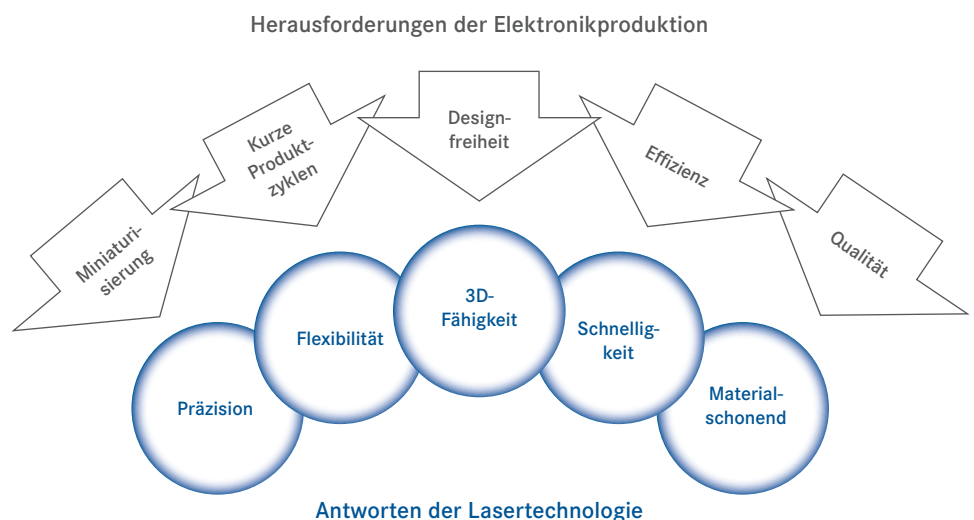 Herausforderungen der Elektronikproduktion
Miniaturi-
sierung
Kurze
Produkt-
zyklen
Design-
freiheit
Effizienz
Qualität
Präzision
Flexibilität
3D-
Fähigkeit
Schnellig-
keit
Material-
schonend
Antworten der Lasertechnologie